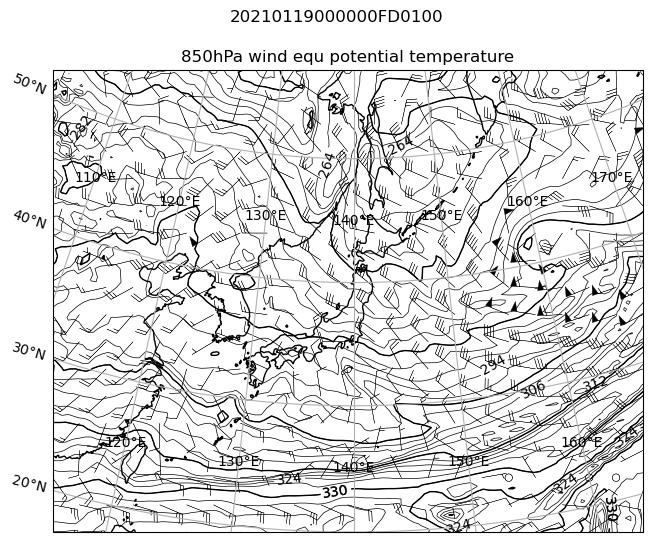 20210119000000FD0100
850hPa wind equ potential temperature
50°N
282
264
264
110°E
170°E
120°E
160°E
130°E
140°E
150°E
40°N
30°N
294
306
312
324
120°E
160°E
130°E
140°E
150°E
20°N
324
324
330
330
324